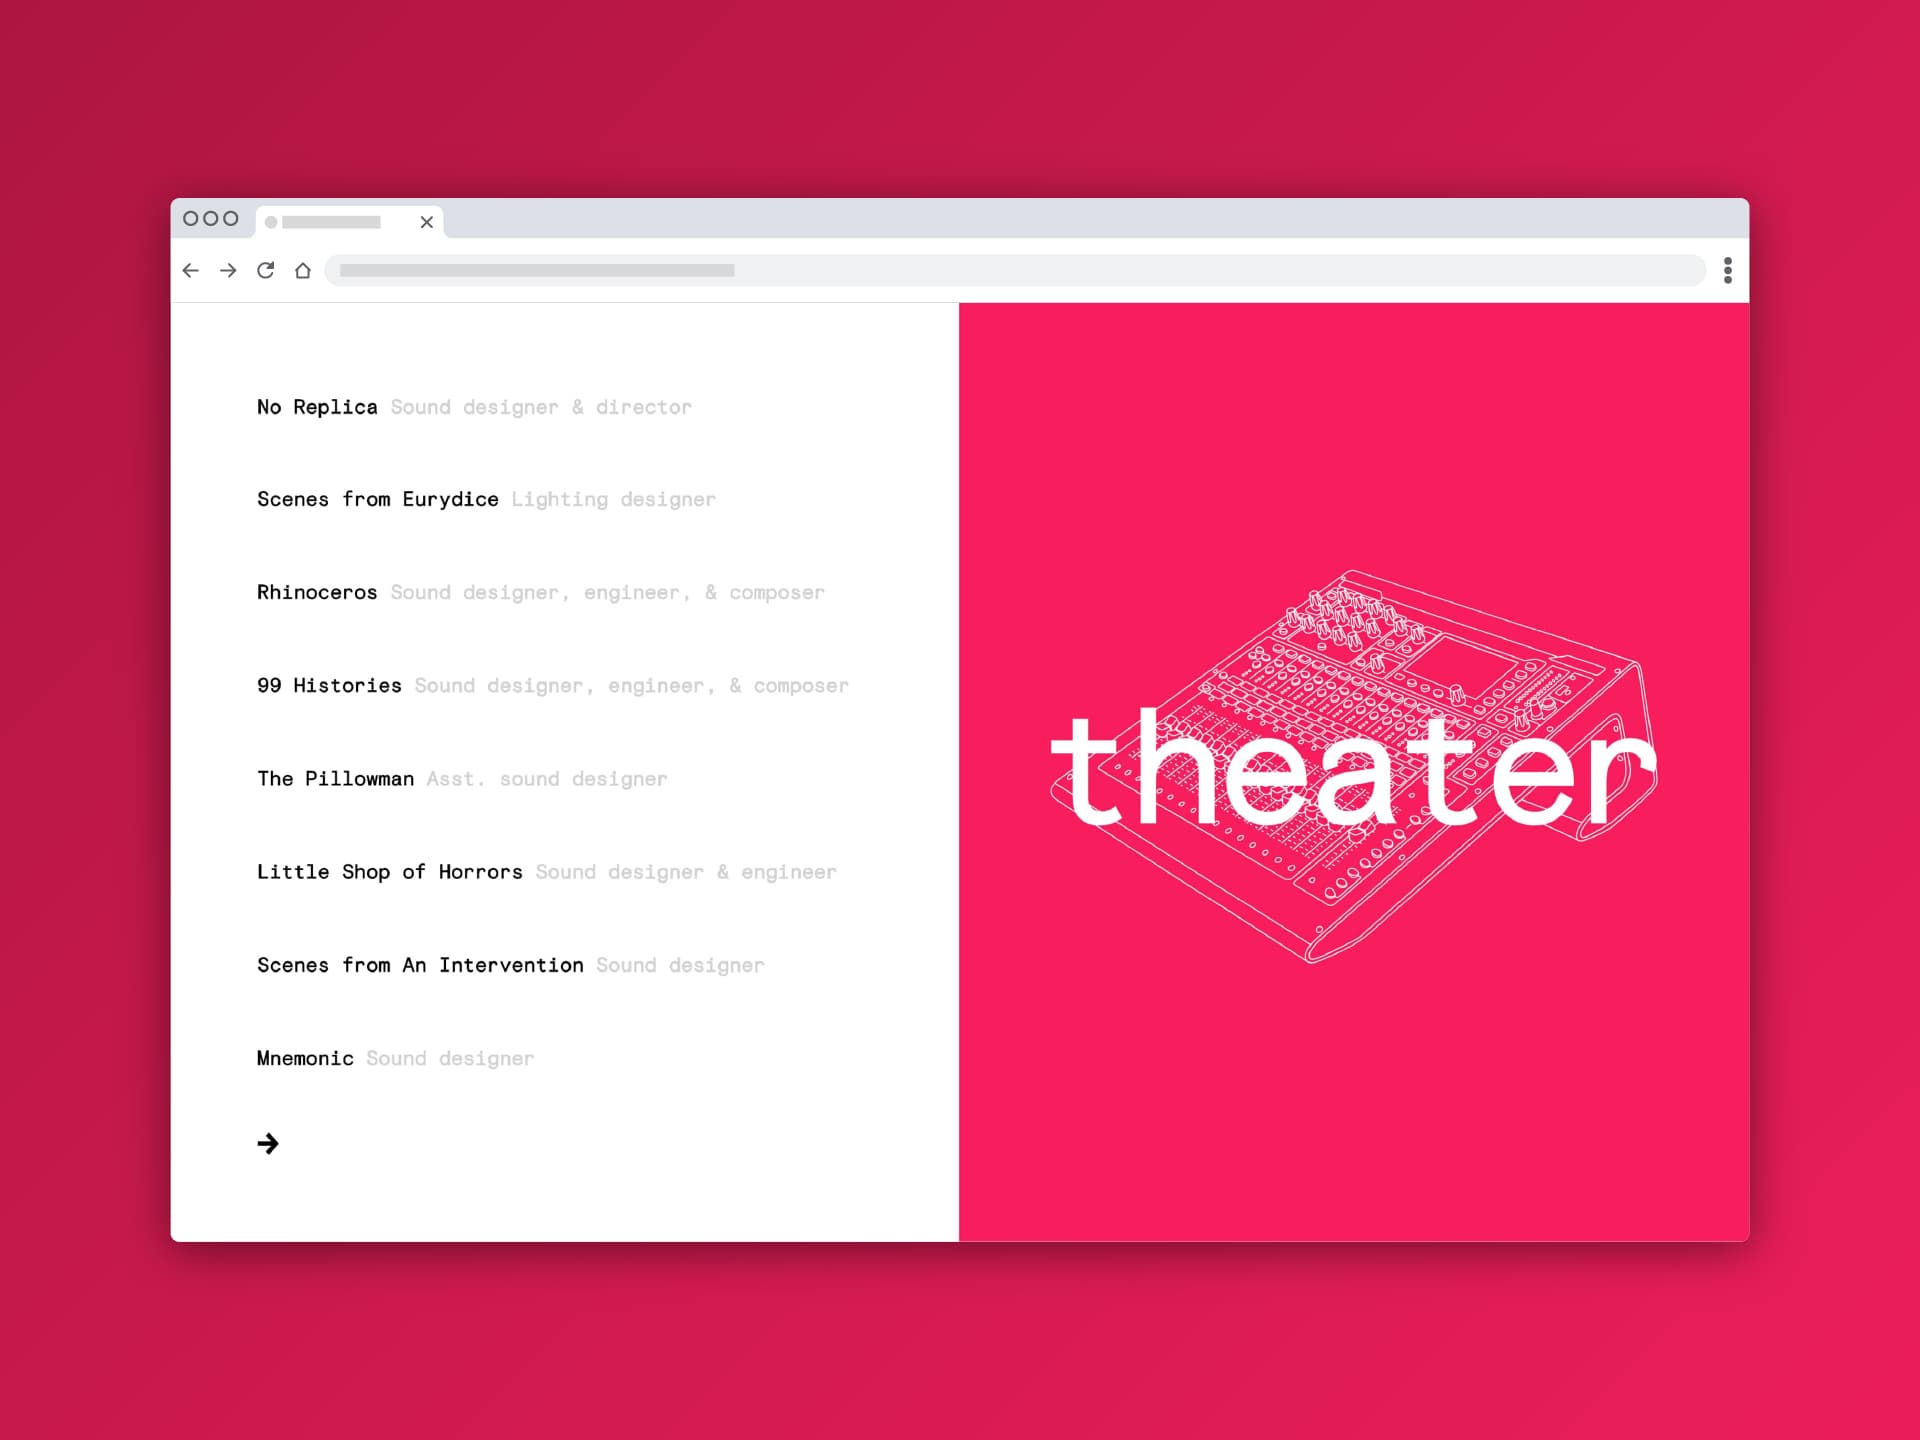 No Replica Sound designer & director
Scenes from Eurydice Lighting designer
Rhinoceros Sound designer, engineer, & composer
99 Histories Sound designer, engineer, & composer
The Pillowman Asst. sound designer
Little Shop of Horrors Sound designer & engineer
Scenes from An Intervention Sound designer
Mnemonic Sound designer
theater